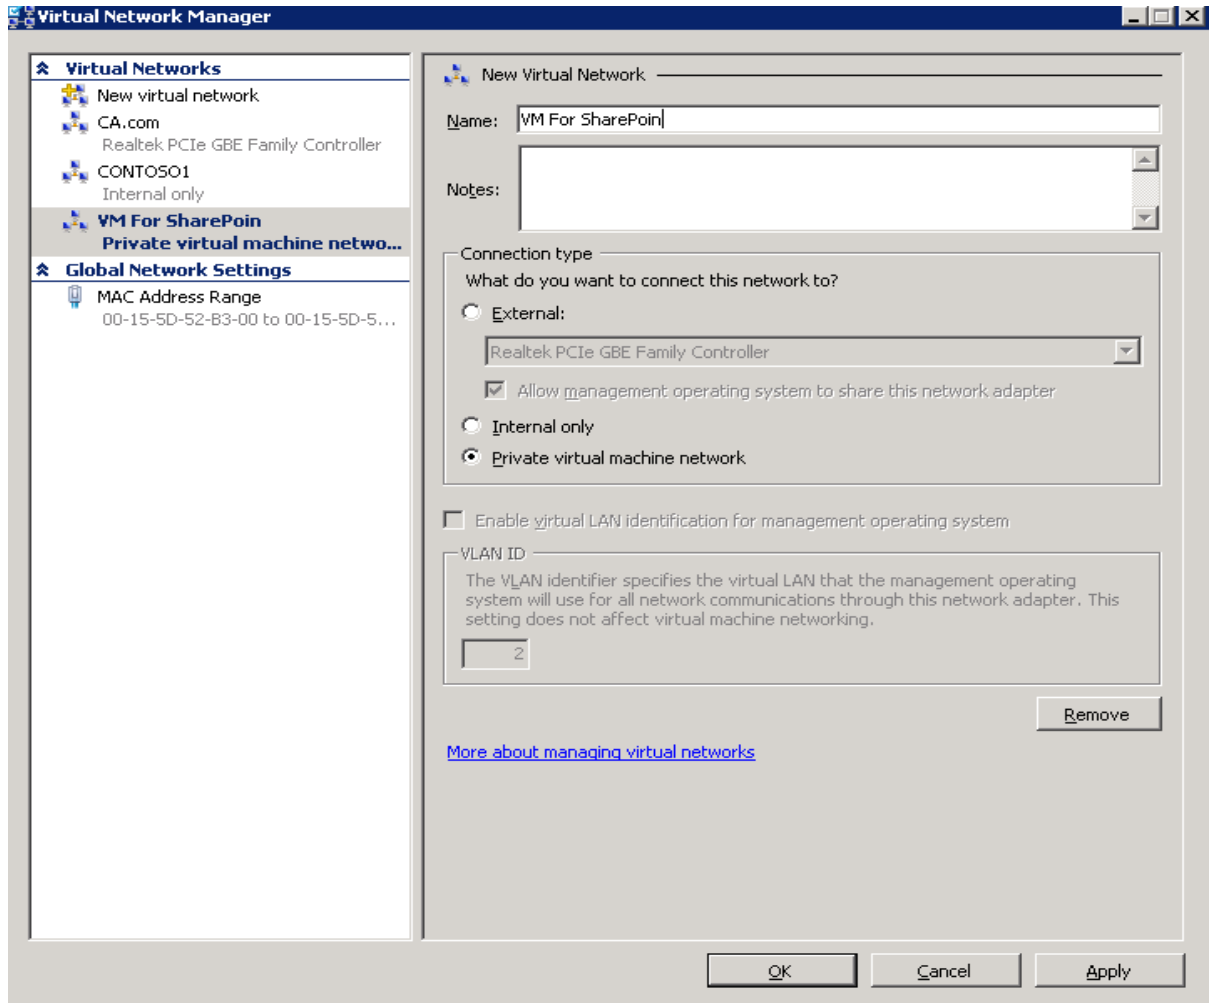 Virtual Network Manager
Virtual Networks
New virtual network
CA.com
Realtek PCIe GBE Family Controller
CONTOSO1
Internal only
VM For SharePoin
Private virtual machine netwo...
Global Network Settings
MAC Address Range
00-15-5D-52-B3-00 to 00-15-5D-5...
New Virtual Network
Name: VM For SharePoin
Notes:
Connection type
What do you want to connect this network to?
External:
Realtek PCIe GBE Family Controller
Allow management operating system to share this network adapter
Internal only
Private virtual machine network
Enable virtual LAN identification for management operating system
VLAN ID
The VLAN identifier specifies the virtual LAN that the management operating
system will use for all network communications through this network adapter. This
setting does not affect virtual machine networking.
2
Remove
More about managing virtual networks
OK Cancel Apply